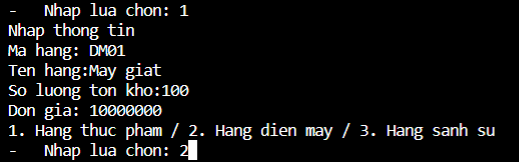 -   Nhap lua chon: 1
Nhap thong tin
Ma hang: DM01
Ten hang:May giat
So luong ton kho:100
Don gia: 10000000
1. Hang thuc pham / 2. Hang dien may / 3. Hang sanh su
-   Nhap lua chon: 2